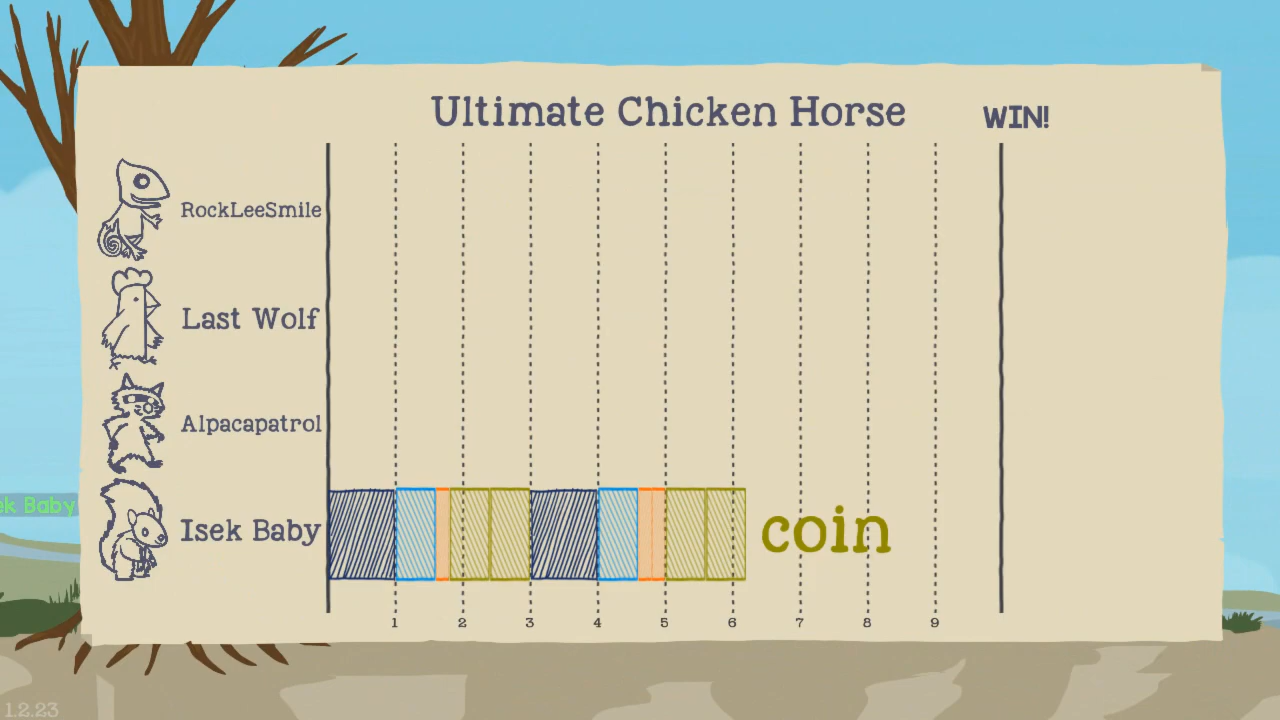 Ultimate Chicken Horse
WIN!
RockLeeSmile
Last Wolf
Alpacapatrol
ek Baby
Isek Baby
coin
1 2 3 4 5 6 7 8 9
1.2.23